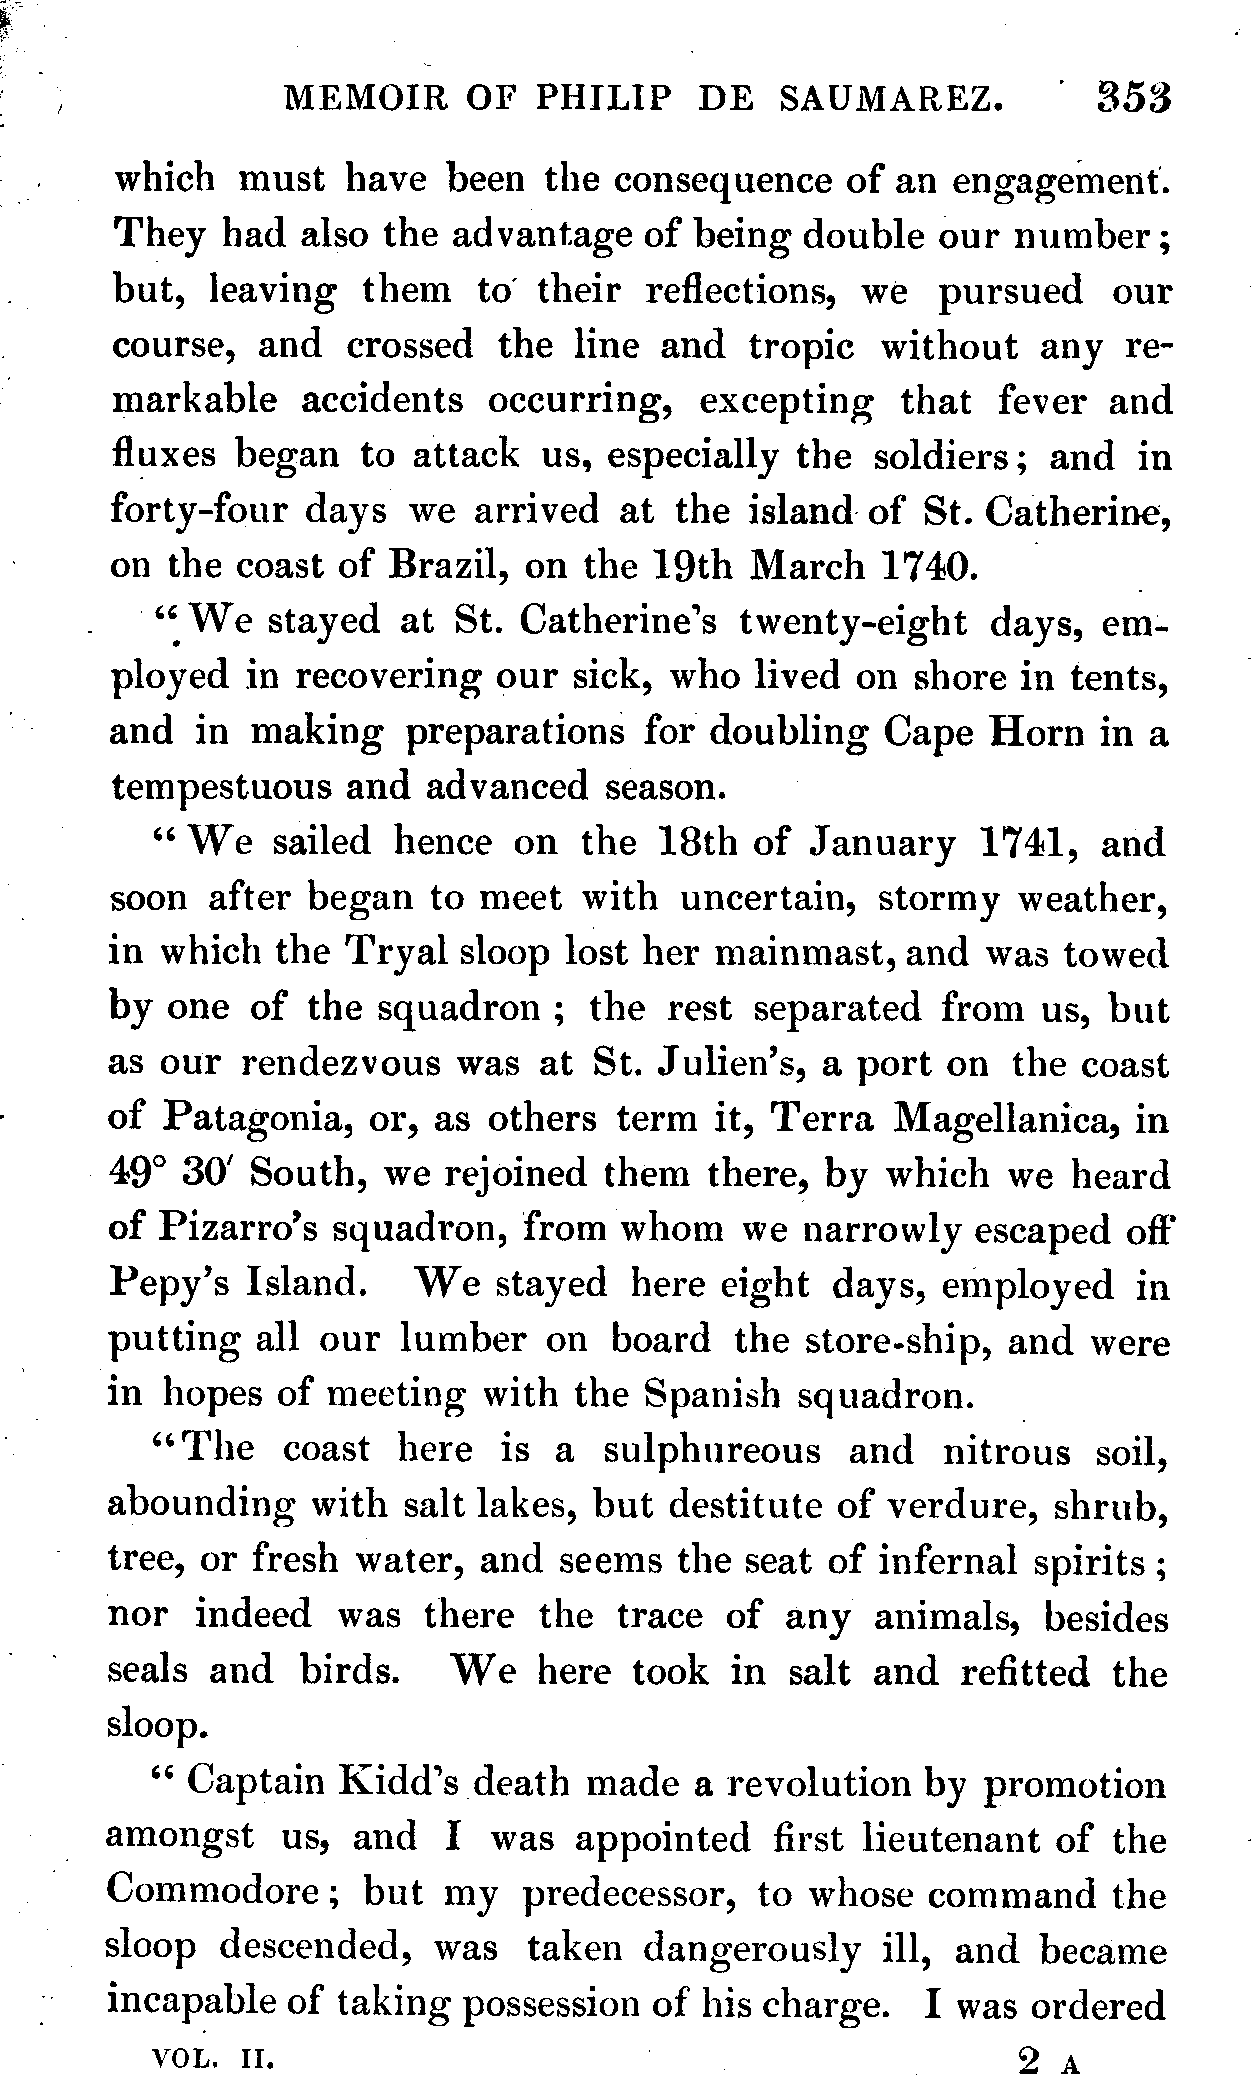 MEMOIR OF PHILIP DE SAUMAREZ. 353
which must have been the consequence of an engagement.
They had also the advantage of being double our number;
but, leaving them to their reflections, we pursued our
course, and crossed the line and tropic without any re-
markable accidents occurring, excepting that fever and
fluxes began to attack us, especially the soldiers; and in
forty-four days we arrived at the island of St. Catherine,
on the coast of Brazil, on the 19th March 1740.
“We stayed at St. Catherine's twenty-eight days, em-
ployed in recovering our sick, who lived on shore in tents,
and in making preparations for doubling Cape Horn in a
tempestuous and advanced season.
“We sailed hence on the 18th of January 1741, and
soon after began to meet with uncertain, stormy weather,
in which the Tryal sloop lost her mainmast, and was towed
by one of the squadron; the rest separated from us, but
as our rendezvous was at St. Julien's, a port on the coast
of Patagonia, or, as others term it, Terra Magellanica, in
49° 30′ South, we rejoined them there, by which we heard
of Pizarro's squadron, from whom we narrowly escaped off
Pepy's Island. We stayed here eight days, employed in
putting all our lumber on board the store-ship, and were
in hopes of meeting with the Spanish squadron.
“The coast here is a sulphureous and nitrous soil,
abounding with salt lakes, but destitute of verdure, shrub,
tree, or fresh water, and seems the seat of infernal spirits;
nor indeed was there the trace of any animals, besides
seals and birds. We here took in salt and refitted the
sloop.
“Captain Kidd's death made a revolution by promotion
amongst us, and I was appointed first lieutenant of the
Commodore; but my predecessor, to whose command the
sloop descended, was taken dangerously ill, and became
incapable of taking possession of his charge. I was ordered
VOL. II. 2 A